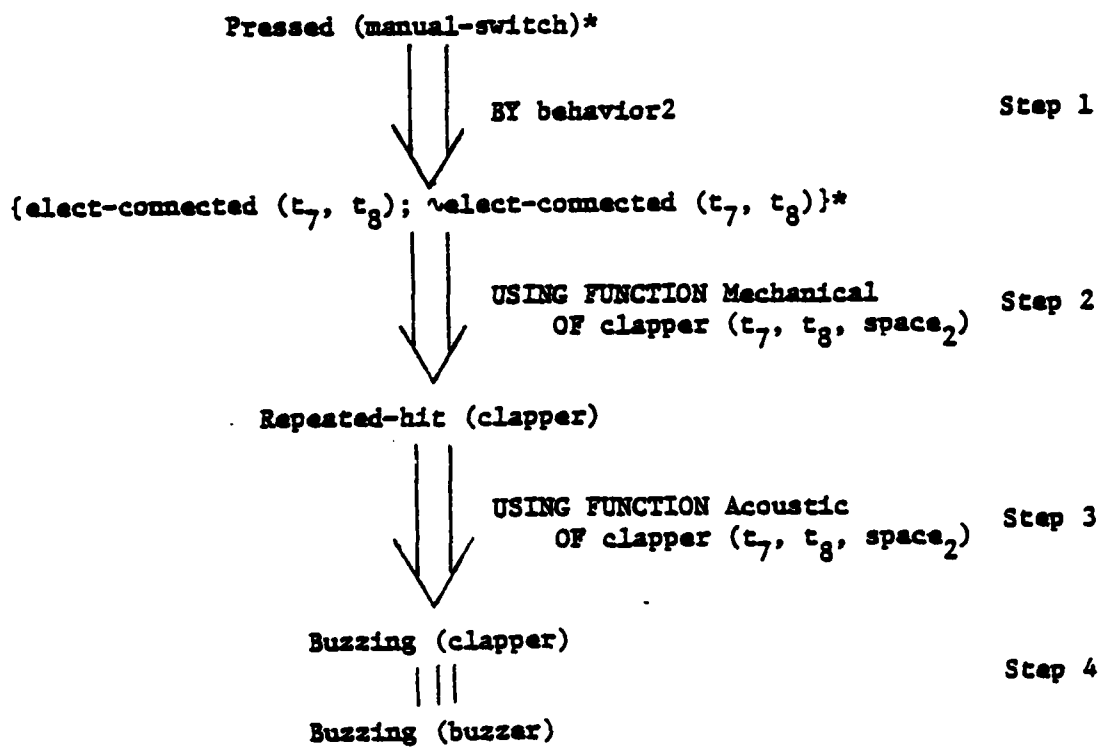 Pressed (manual-switch)*
BY behavior2 Step 1
{elect-connected (t₇, t₈); ~elect-connected (t₇, t₈)}*
USING FUNCTION Mechanical Step 2
OF clapper (t₇, t₈, space₂)
Repeated-hit (clapper)
USING FUNCTION Acoustic Step 3
OF clapper (t₇, t₈, space₂)
Buzzing (clapper)
Step 4
Buzzing (buzzer)